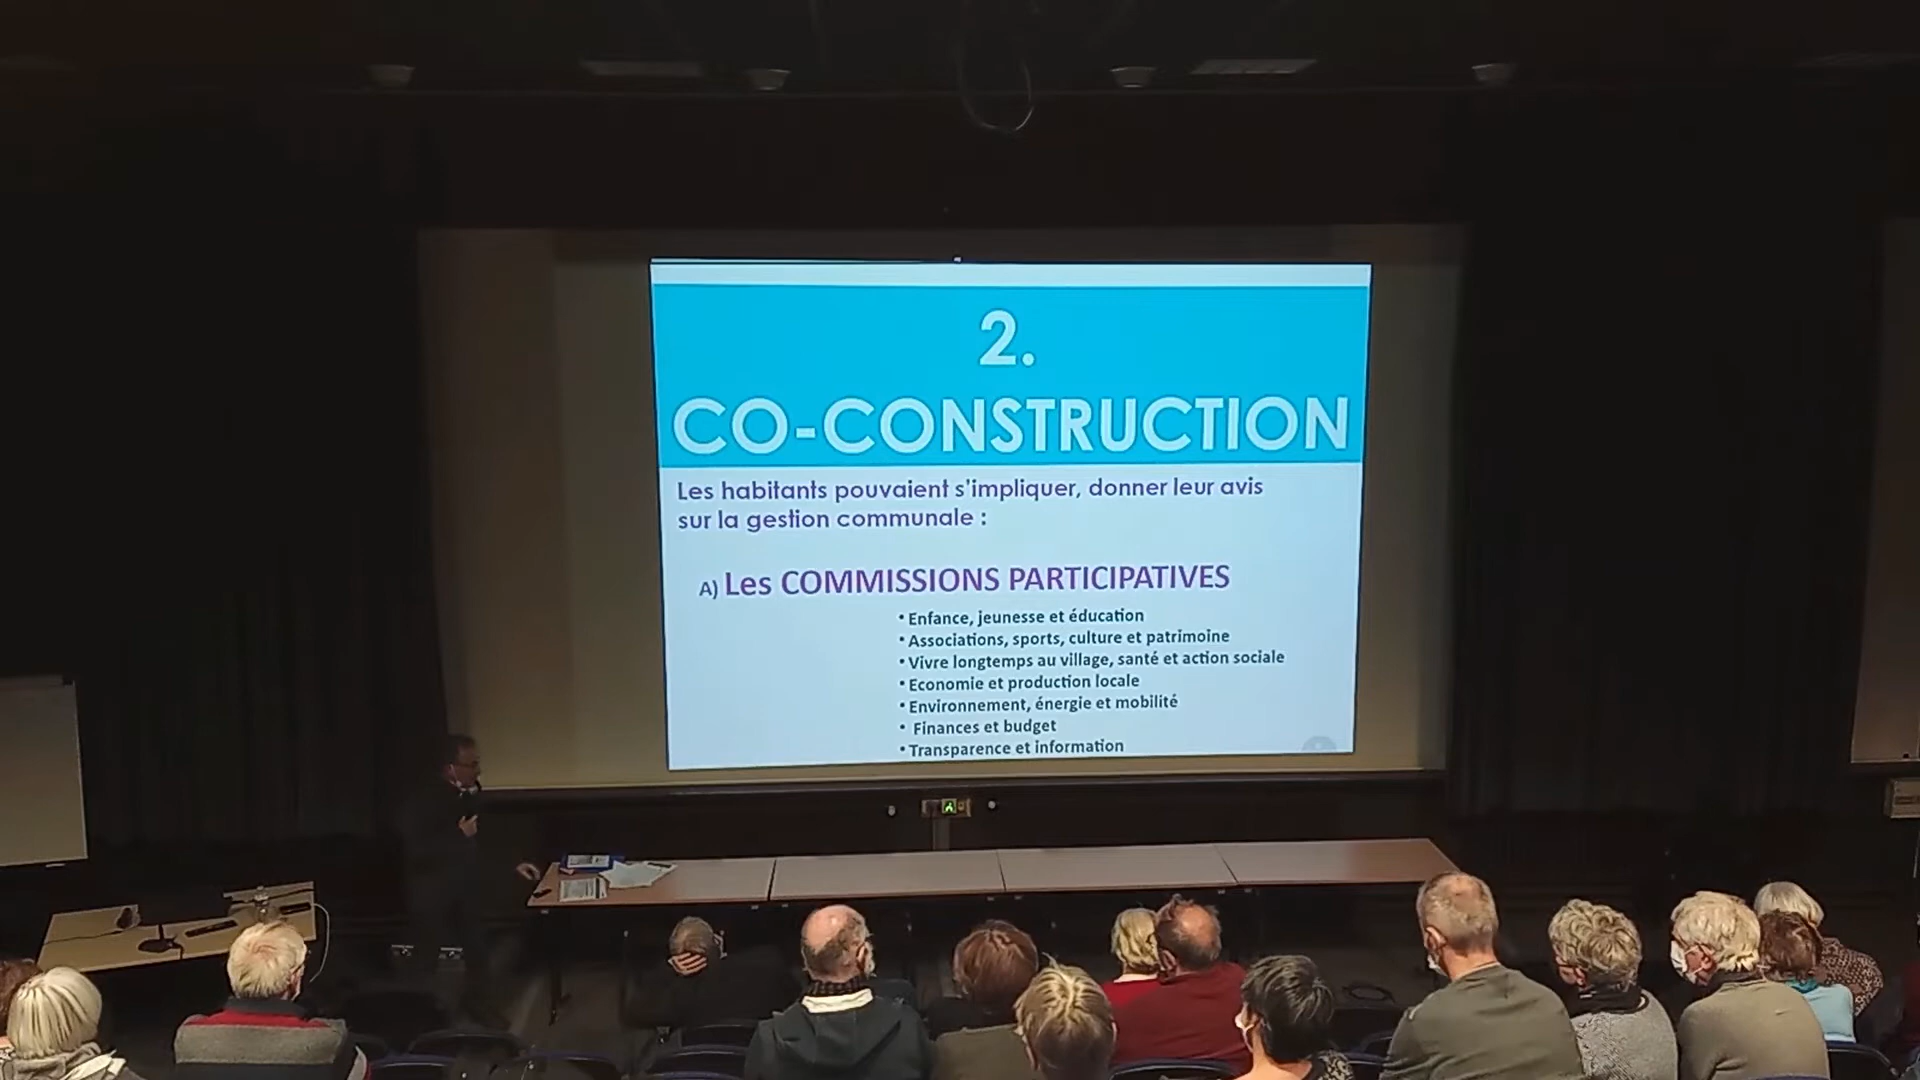 2.
CO-CONSTRUCTION
Les habitants pouvaient s'impliquer, donner leur avis
sur la gestion communale :
A) Les COMMISSIONS PARTICIPATIVES
• Enfance, jeunesse et éducation
• Associations, sports, culture et patrimoine
• Vivre longtemps au village, santé et action sociale
• Economie et production locale
• Environnement, énergie et mobilité
• Finances et budget
• Transparence et information